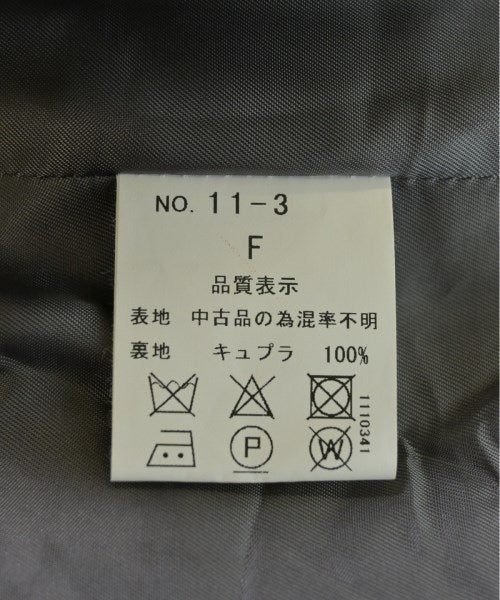 NO. 11-3
F
品質表示
表地 中古品の為混率不明
裏地 キュプラ 100%
P
W
1110341